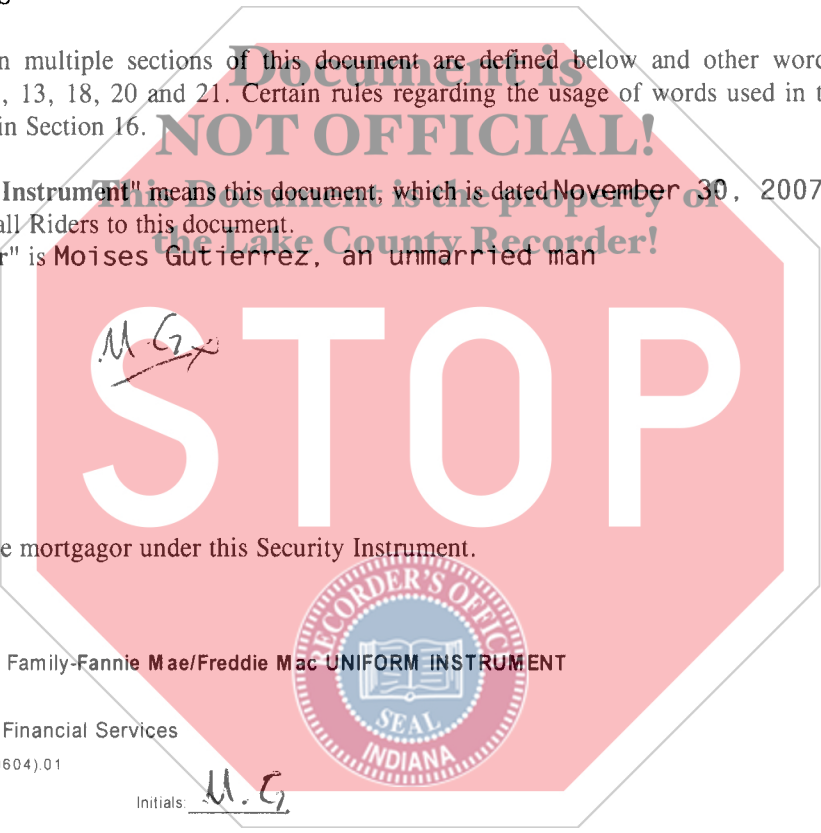 n multiple sections of this document are defined below and other word
, 13, 18, 20 and 21. Certain rules regarding the usage of words used in t
in Section 16.
Document is
NOT OFFICIAL!
This Document is the property of
the Lake County Recorder!
Instrument" means this document, which is dated November 30, 2007
all Riders to this document.
r" is Moises Gutierrez, an unmarried man
M G
STOP
e mortgagor under this Security Instrument.
RECORDER'S OFFICE
SEAL
INDIANA
Family-Fannie Mae/Freddie Mac UNIFORM INSTRUMENT
Financial Services
604).01
Initials: M. G